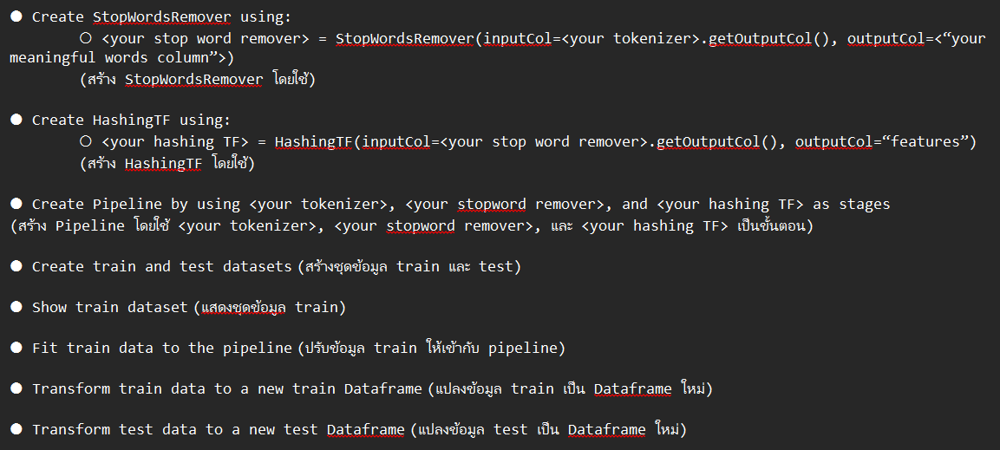 ● Create StopWordsRemover using:
○ <your stop word remover> = StopWordsRemover(inputCol=<your tokenizer>.getOutputCol(), outputCol=<“your
meaningful words column”>)
(สร้าง StopWordsRemover โดยใช้)
● Create HashingTF using:
○ <your hashing TF> = HashingTF(inputCol=<your stop word remover>.getOutputCol(), outputCol=“features”)
(สร้าง HashingTF โดยใช้)
● Create Pipeline by using <your tokenizer>, <your stopword remover>, and <your hashing TF> as stages
(สร้าง Pipeline โดยใช้ <your tokenizer>, <your stopword remover>, และ <your hashing TF> เป็นขั้นตอน)
● Create train and test datasets (สร้างชุดข้อมูล train และ test)
● Show train dataset (แสดงชุดข้อมูล train)
● Fit train data to the pipeline (ปรับข้อมูล train ให้เข้ากับ pipeline)
● Transform train data to a new train Dataframe (แปลงข้อมูล train เป็น Dataframe ใหม่)
● Transform test data to a new test Dataframe (แปลงข้อมูล test เป็น Dataframe ใหม่)